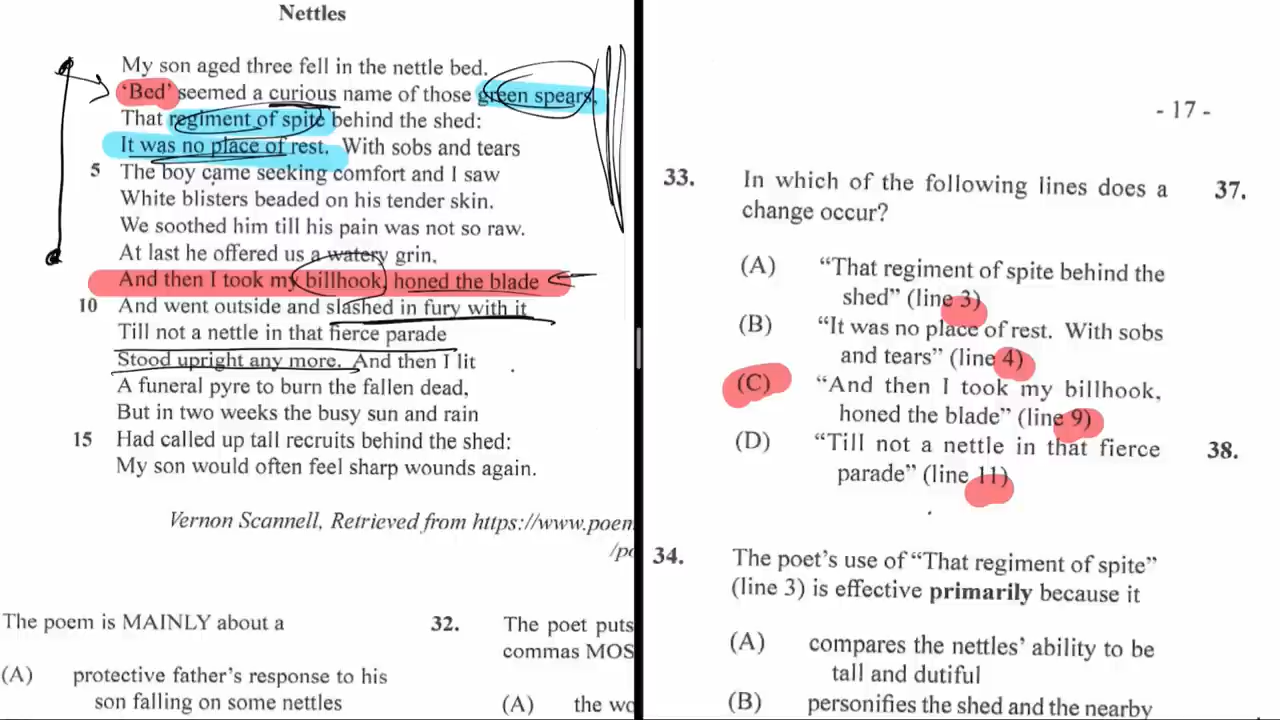 Nettles
My son aged three fell in the nettle bed.
'Bed' seemed a curious name of those green spears,
That regiment of spite behind the shed:
It was no place of rest. With sobs and tears
5 The boy came seeking comfort and I saw
White blisters beaded on his tender skin.
We soothed him till his pain was not so raw.
At last he offered us a watery grin,
And then I took my billhook, honed the blade
10 And went outside and slashed in fury with it
Till not a nettle in that fierce parade
Stood upright any more. And then I lit
A funeral pyre to burn the fallen dead,
But in two weeks the busy sun and rain
15 Had called up tall recruits behind the shed:
My son would often feel sharp wounds again.
Vernon Scannell, Retrieved from https://www.poem
The poem is MAINLY about a
(A) protective father's response to his
son falling on some nettles
32. The poet puts
commas MOS
(A) the
- 17 -
33. In which of the following lines does a
change occur?
(A) "That regiment of spite behind the
shed" (line 3)
(B) "It was no place of rest. With sobs
and tears" (line 4)
(C) "And then I took my billhook,
honed the blade" (line 9)
(D) "Till not a nettle in that fierce
parade" (line 11)
37.
38.
34. The poet's use of "That regiment of spite"
(line 3) is effective primarily because it
(A) compares the nettles' ability to be
tall and dutiful
(B) personifies the shed and the nearby